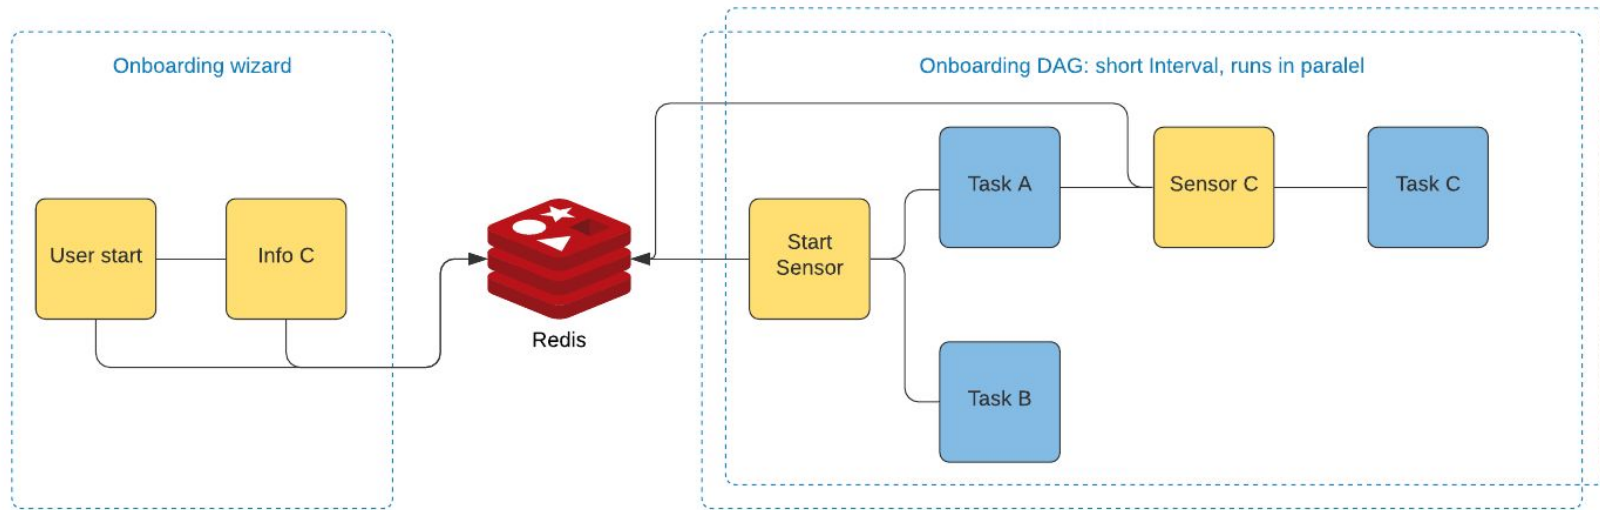 Onboarding wizard
Onboarding DAG: short Interval, runs in paralel
User start
Info C
Redis
Start
Sensor
Task A
Sensor C
Task C
Task B